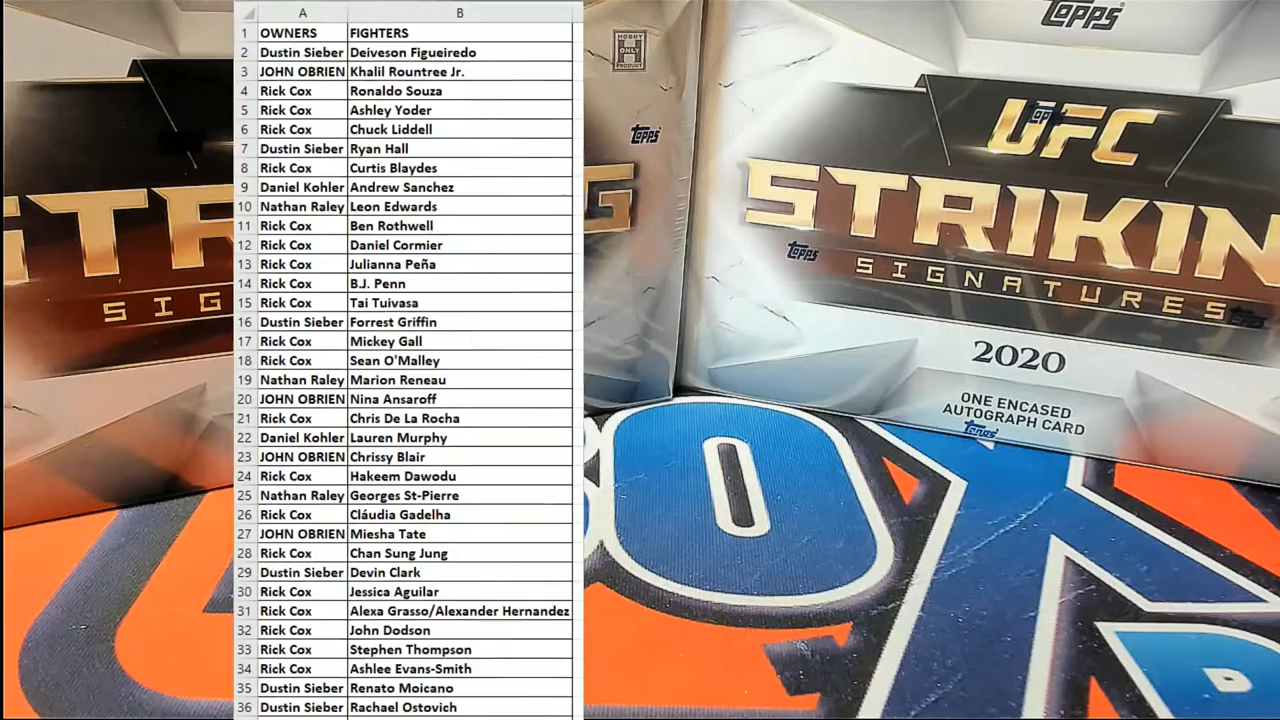 A B
1 OWNERS FIGHTERS
2 Dustin Sieber Deiveson Figueiredo
3 JOHN OBRIEN Khalil Rountree Jr.
4 Rick Cox Ronaldo Souza
5 Rick Cox Ashley Yoder
6 Rick Cox Chuck Liddell
7 Dustin Sieber Ryan Hall
8 Rick Cox Curtis Blaydes
9 Daniel Kohler Andrew Sanchez
10 Nathan Raley Leon Edwards
11 Rick Cox Ben Rothwell
12 Rick Cox Daniel Cormier
13 Rick Cox Julianna Peña
14 Rick Cox B.J. Penn
15 Rick Cox Tai Tuivasa
16 Dustin Sieber Forrest Griffin
17 Rick Cox Mickey Gall
18 Rick Cox Sean O'Malley
19 Nathan Raley Marion Reneau
20 JOHN OBRIEN Nina Ansaroff
21 Rick Cox Chris De La Rocha
22 Daniel Kohler Lauren Murphy
23 JOHN OBRIEN Chrissy Blair
24 Rick Cox Hakeem Dawodu
25 Nathan Raley Georges St-Pierre
26 Rick Cox Cláudia Gadelha
27 JOHN OBRIEN Miesha Tate
28 Rick Cox Chan Sung Jung
29 Dustin Sieber Devin Clark
30 Rick Cox Jessica Aguilar
31 Rick Cox Alexa Grasso/Alexander Hernandez
32 Rick Cox John Dodson
33 Rick Cox Stephen Thompson
34 Rick Cox Ashlee Evans-Smith
35 Dustin Sieber Renato Moicano
36 Dustin Sieber Rachael Ostovich
STR
SIG
HOBBY
H
ONLY
PRODUCT
Topps
G
Topps
UFC
STRIKIN
Topps
SIGNATURES
Topps
2020
ONE ENCASED
AUTOGRAPH CARD
Topps